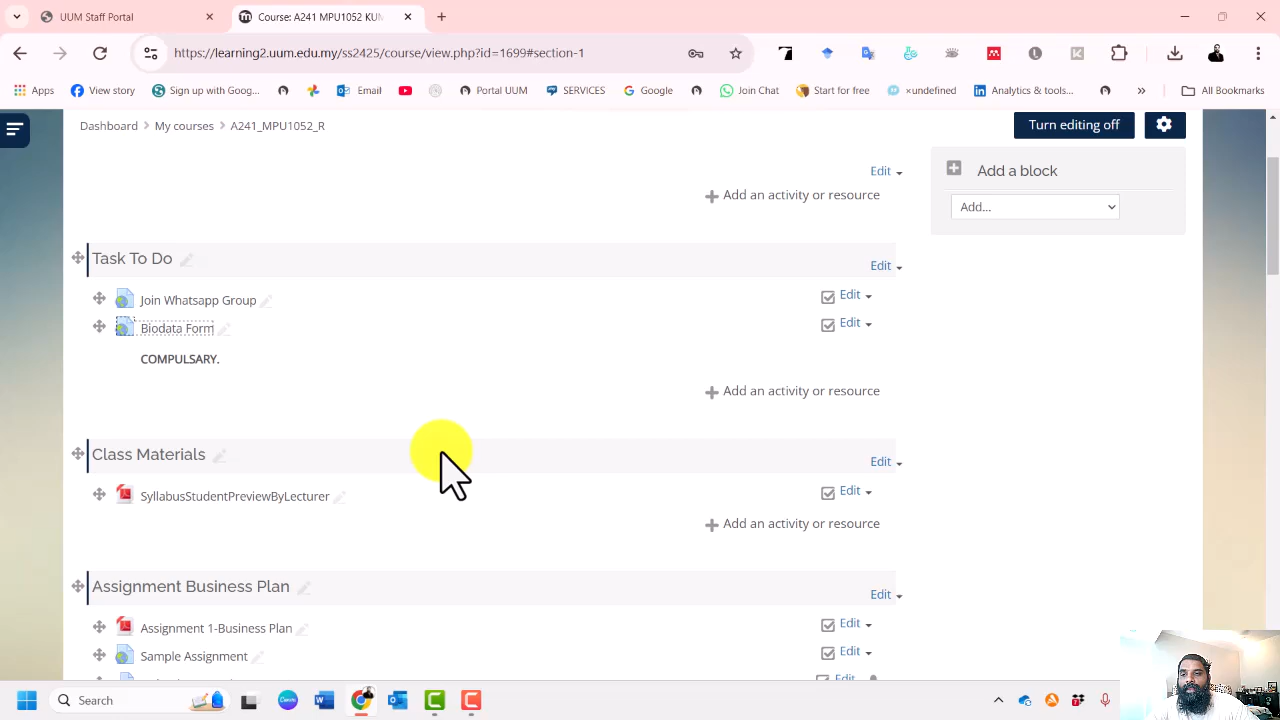 UUM Staff Portal
Course: A241 MPU1052 KUM
https://learning2.uum.edu.my/ss2425/course/view.php?id=1699#section-1
Apps
View story
Sign up with Goog...
Email
Portal UUM
SERVICES
Google
Join Chat
Start for free
×undefined
Analytics & tools...
»
All Bookmarks
Dashboard > My courses > A241_MPU1052_R
Turn editing off
Edit
Add a block
Add an activity or resource
Add...
Task To Do
Edit
Join Whatsapp Group
Edit
Biodata Form
Edit
COMPULSARY.
Add an activity or resource
Class Materials
Edit
SyllabusStudentPreviewByLecturer
Edit
Add an activity or resource
Assignment Business Plan
Edit
Assignment 1-Business Plan
Edit
Sample Assignment
Edit
Edit
Search